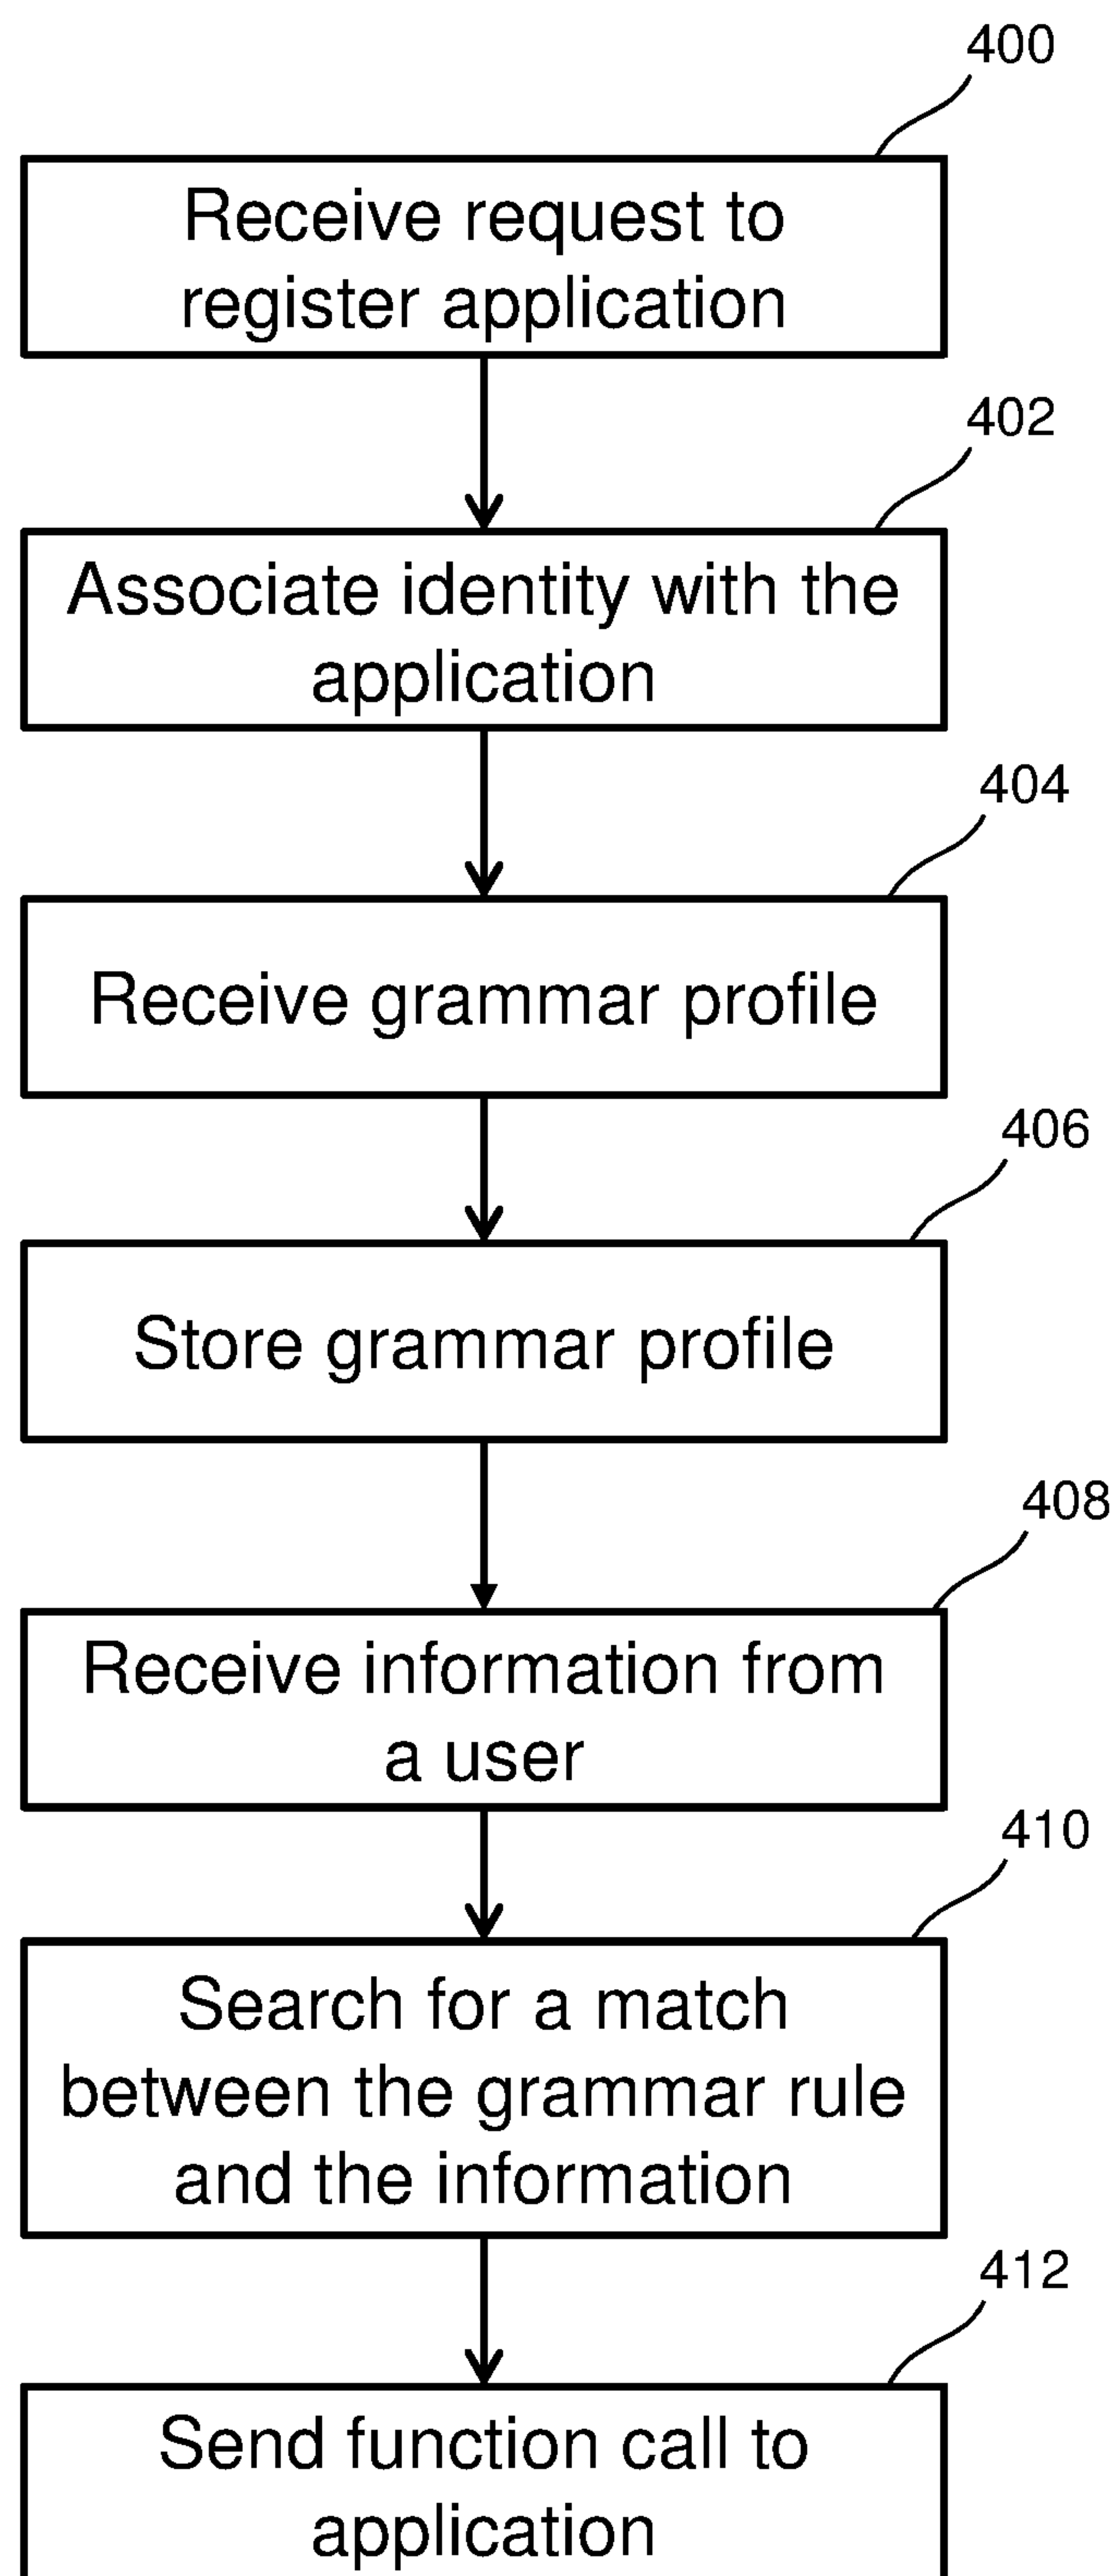 400
Receive request to
register application
402
Associate identity with the
application
404
Receive grammar profile
406
Store grammar profile
408
Receive information from
a user
410
Search for a match
between the grammar rule
and the information
412
Send function call to
application